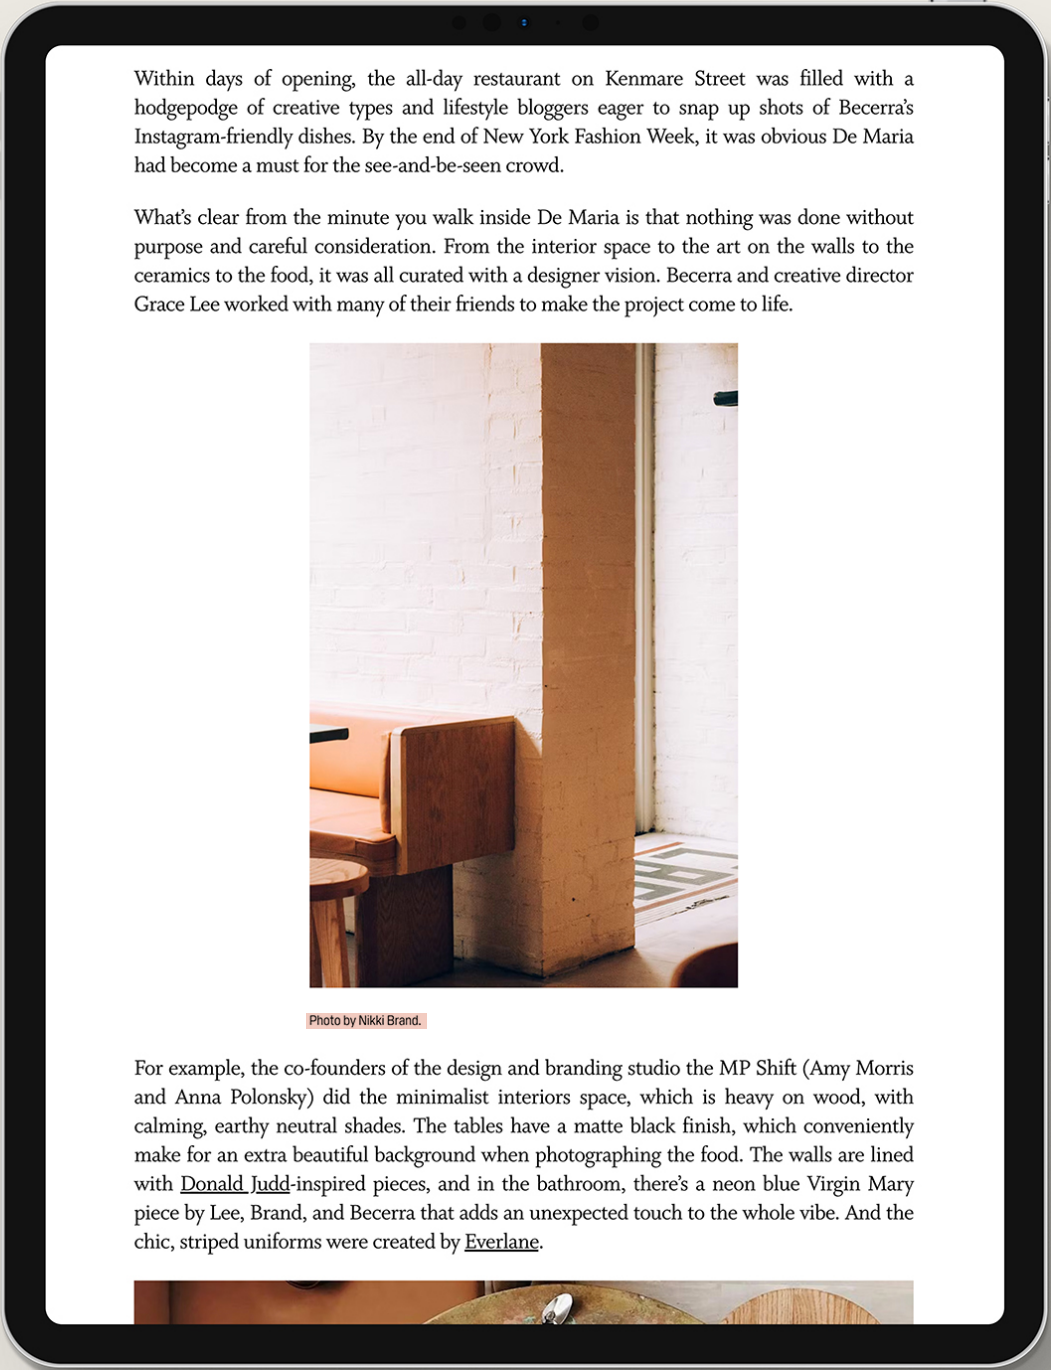 Within days of opening, the all-day restaurant on Kenmare Street was filled with a
hodgepodge of creative types and lifestyle bloggers eager to snap up shots of Becerra’s
Instagram-friendly dishes. By the end of New York Fashion Week, it was obvious De Maria
had become a must for the see-and-be-seen crowd.
What’s clear from the minute you walk inside De Maria is that nothing was done without
purpose and careful consideration. From the interior space to the art on the walls to the
ceramics to the food, it was all curated with a designer vision. Becerra and creative director
Grace Lee worked with many of their friends to make the project come to life.
Photo by Nikki Brand.
For example, the co-founders of the design and branding studio the MP Shift (Amy Morris
and Anna Polonsky) did the minimalist interiors space, which is heavy on wood, with
calming, earthy neutral shades. The tables have a matte black finish, which conveniently
make for an extra beautiful background when photographing the food. The walls are lined
with Donald Judd-inspired pieces, and in the bathroom, there’s a neon blue Virgin Mary
piece by Lee, Brand, and Becerra that adds an unexpected touch to the whole vibe. And the
chic, striped uniforms were created by Everlane.